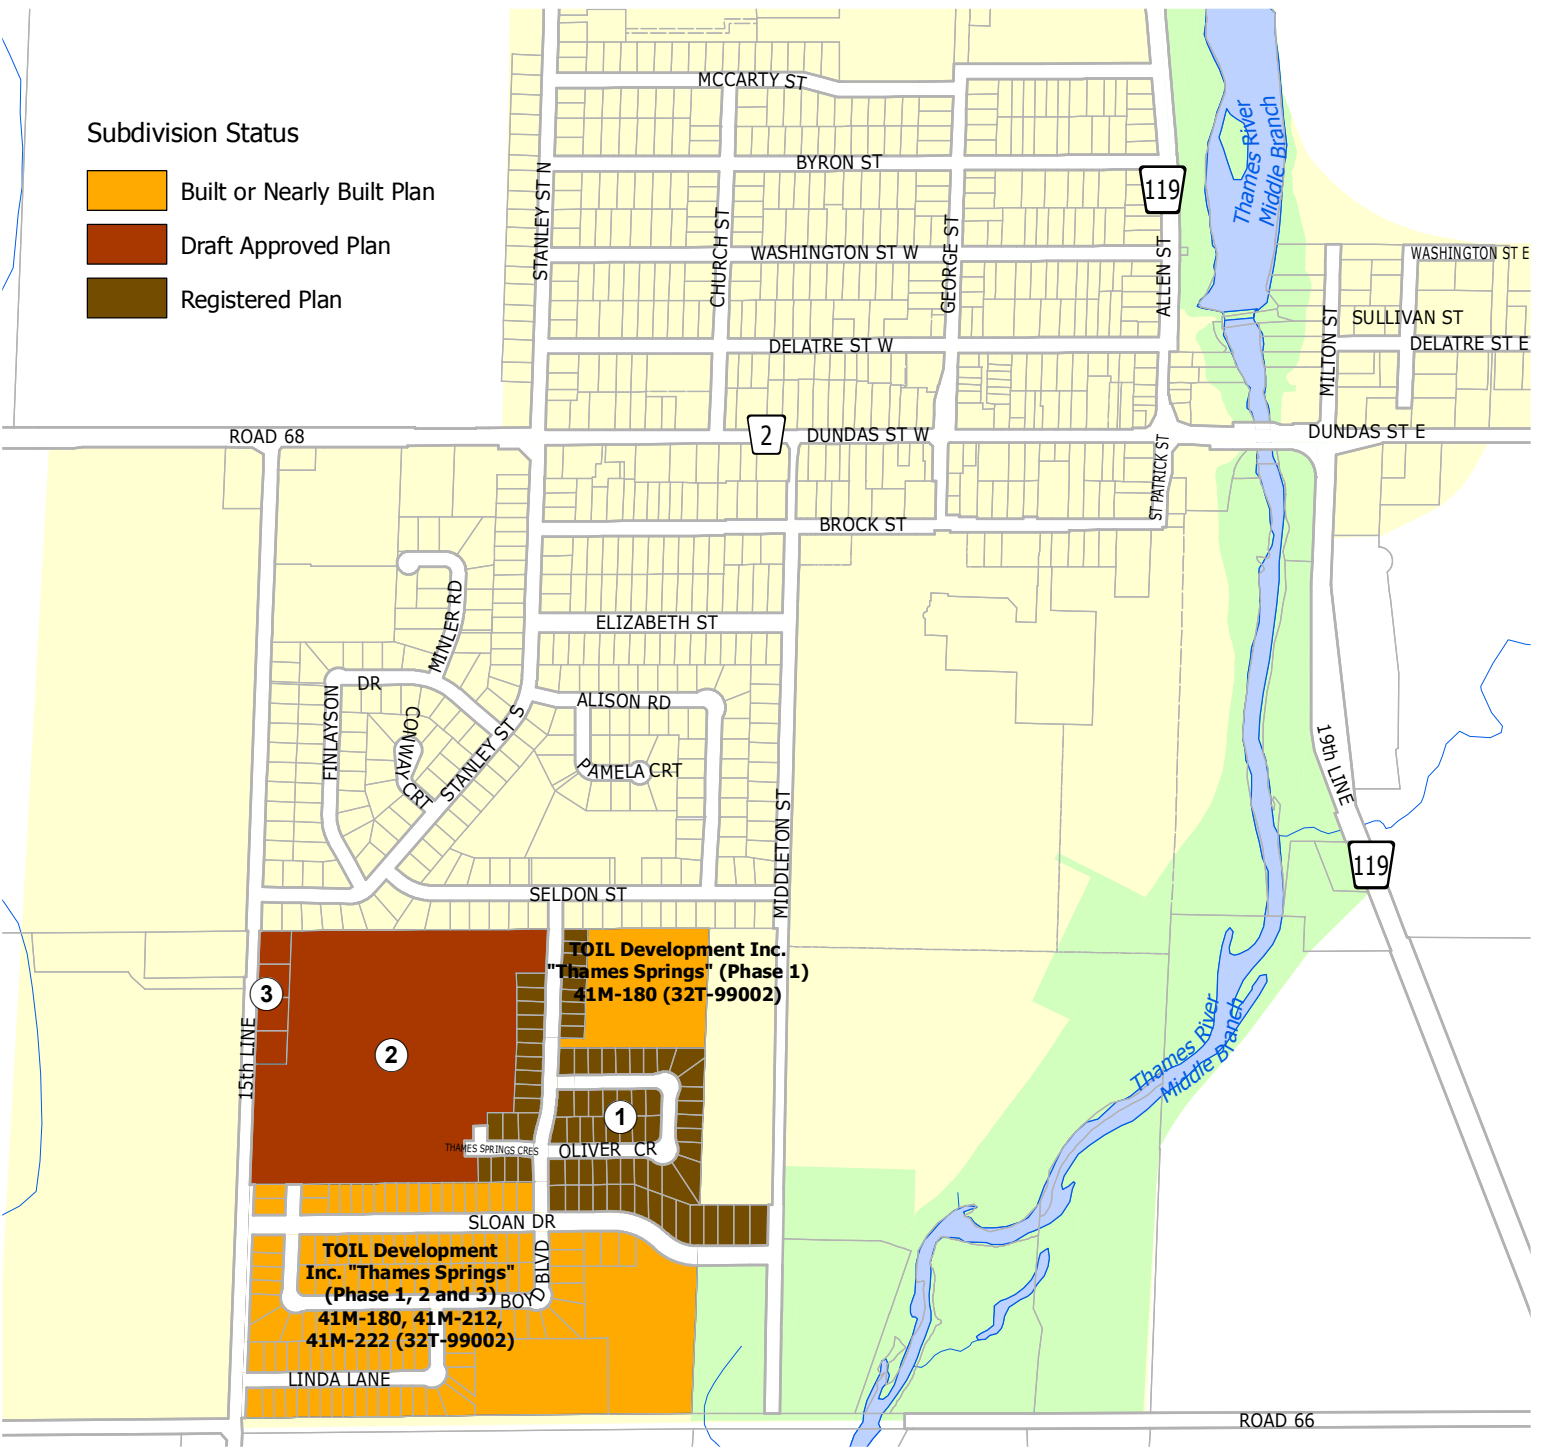 Subdivision Status
Built or Nearly Built Plan
Draft Approved Plan
Registered Plan
MCCARTY ST
BYRON ST
119
Thames River
Middle Branch
STANLEY ST N
CHURCH ST
WASHINGTON ST W
GEORGE ST
ALLEN ST
WASHINGTON ST E
SULLIVAN ST
DELATRE ST W
MILTON ST
DELATRE ST E
ROAD 68
2
DUNDAS ST W
DUNDAS ST E
ST PATRICK ST
BROCK ST
MINLER RD
ELIZABETH ST
FINLAYSON
DR
CONWAY CRT
STANLEY ST S
ALISON RD
PAMELA CRT
19th LINE
MIDDLETON ST
119
SELDON ST
TOIL Development Inc.
"Thames Springs" (Phase 1)
41M-180 (32T-99002)
3
15th LINE
2
1
Thames River
Middle Branch
THAMES SPRINGS CRES
OLIVER CR
SLOAN DR
TOIL Development
Inc. "Thames Springs"
(Phase 1, 2 and 3)
41M-180, 41M-212,
41M-222 (32T-99002)
BOYD BLVD
LINDA LANE
ROAD 66